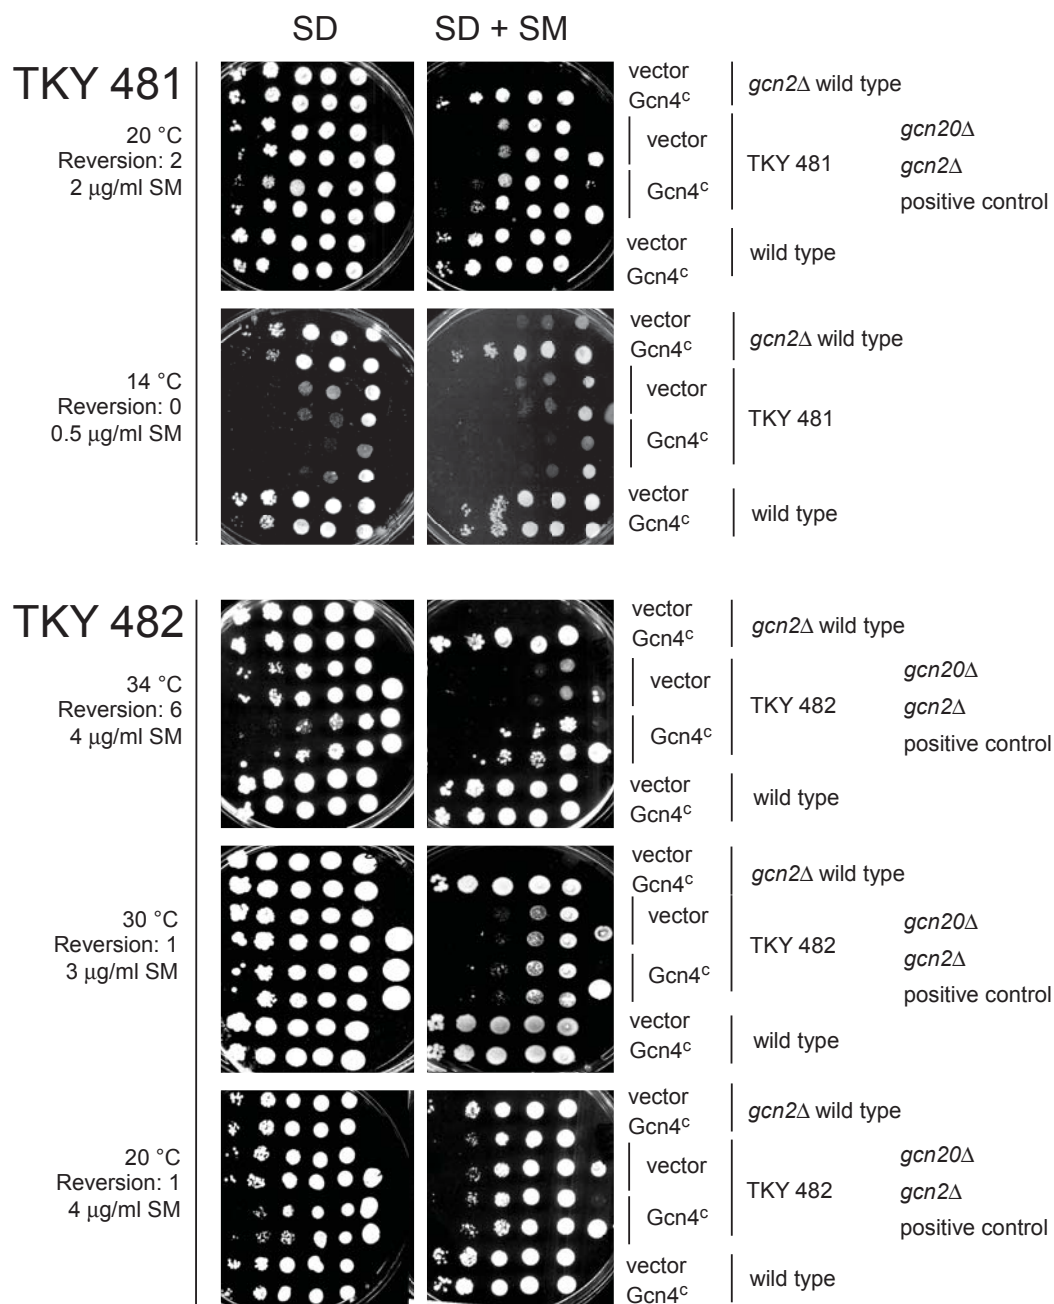 SD SD + SM
TKY 481
20 °C
Reversion: 2
2 μg/ml SM
vector
Gcn4ᶜ
gcn2Δ wild type
vector
Gcn4ᶜ
TKY 481
gcn20Δ
gcn2Δ
positive control
vector
Gcn4ᶜ
wild type
14 °C
Reversion: 0
0.5 μg/ml SM
vector
Gcn4ᶜ
gcn2Δ wild type
vector
Gcn4ᶜ
TKY 481
vector
Gcn4ᶜ
wild type
TKY 482
34 °C
Reversion: 6
4 μg/ml SM
vector
Gcn4ᶜ
gcn2Δ wild type
vector
Gcn4ᶜ
TKY 482
gcn20Δ
gcn2Δ
positive control
vector
Gcn4ᶜ
wild type
30 °C
Reversion: 1
3 μg/ml SM
vector
Gcn4ᶜ
gcn2Δ wild type
vector
Gcn4ᶜ
TKY 482
gcn20Δ
gcn2Δ
positive control
vector
Gcn4ᶜ
wild type
20 °C
Reversion: 1
4 μg/ml SM
vector
Gcn4ᶜ
gcn2Δ wild type
vector
Gcn4ᶜ
TKY 482
gcn20Δ
gcn2Δ
positive control
vector
Gcn4ᶜ
wild type